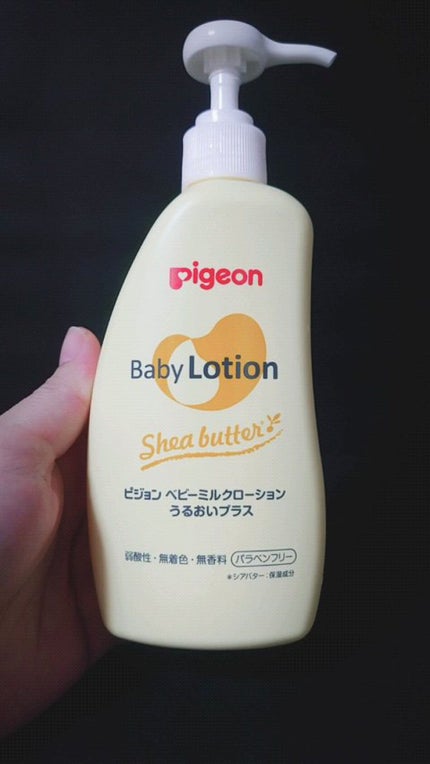 pigeon
Baby Lotion
Shea butter*
ピジョン ベビーミルクローション
うるおいプラス
弱酸性・無着色・無香料 パラベンフリー
*シアバター:保湿成分